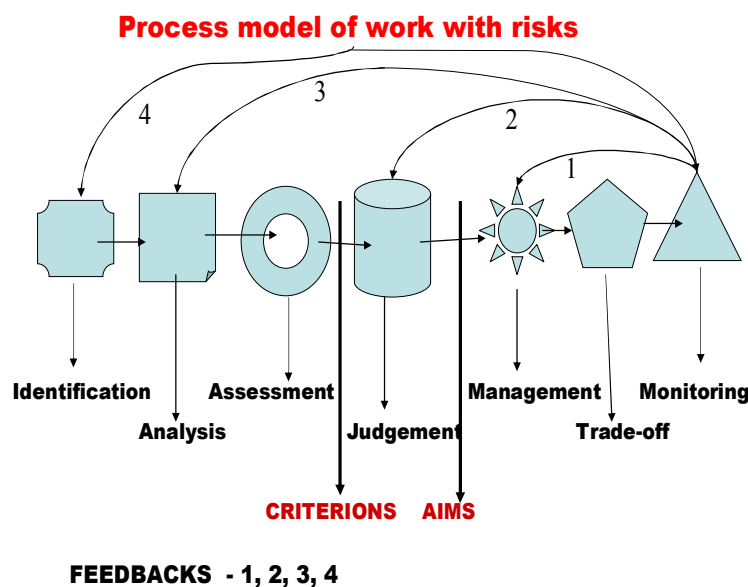 Process model of work with risks
4
3
2
1
Identification
Assessment
Management
Monitoring
Analysis
Judgement
Trade-off
CRITERIONS AIMS
FEEDBACKS - 1, 2, 3, 4